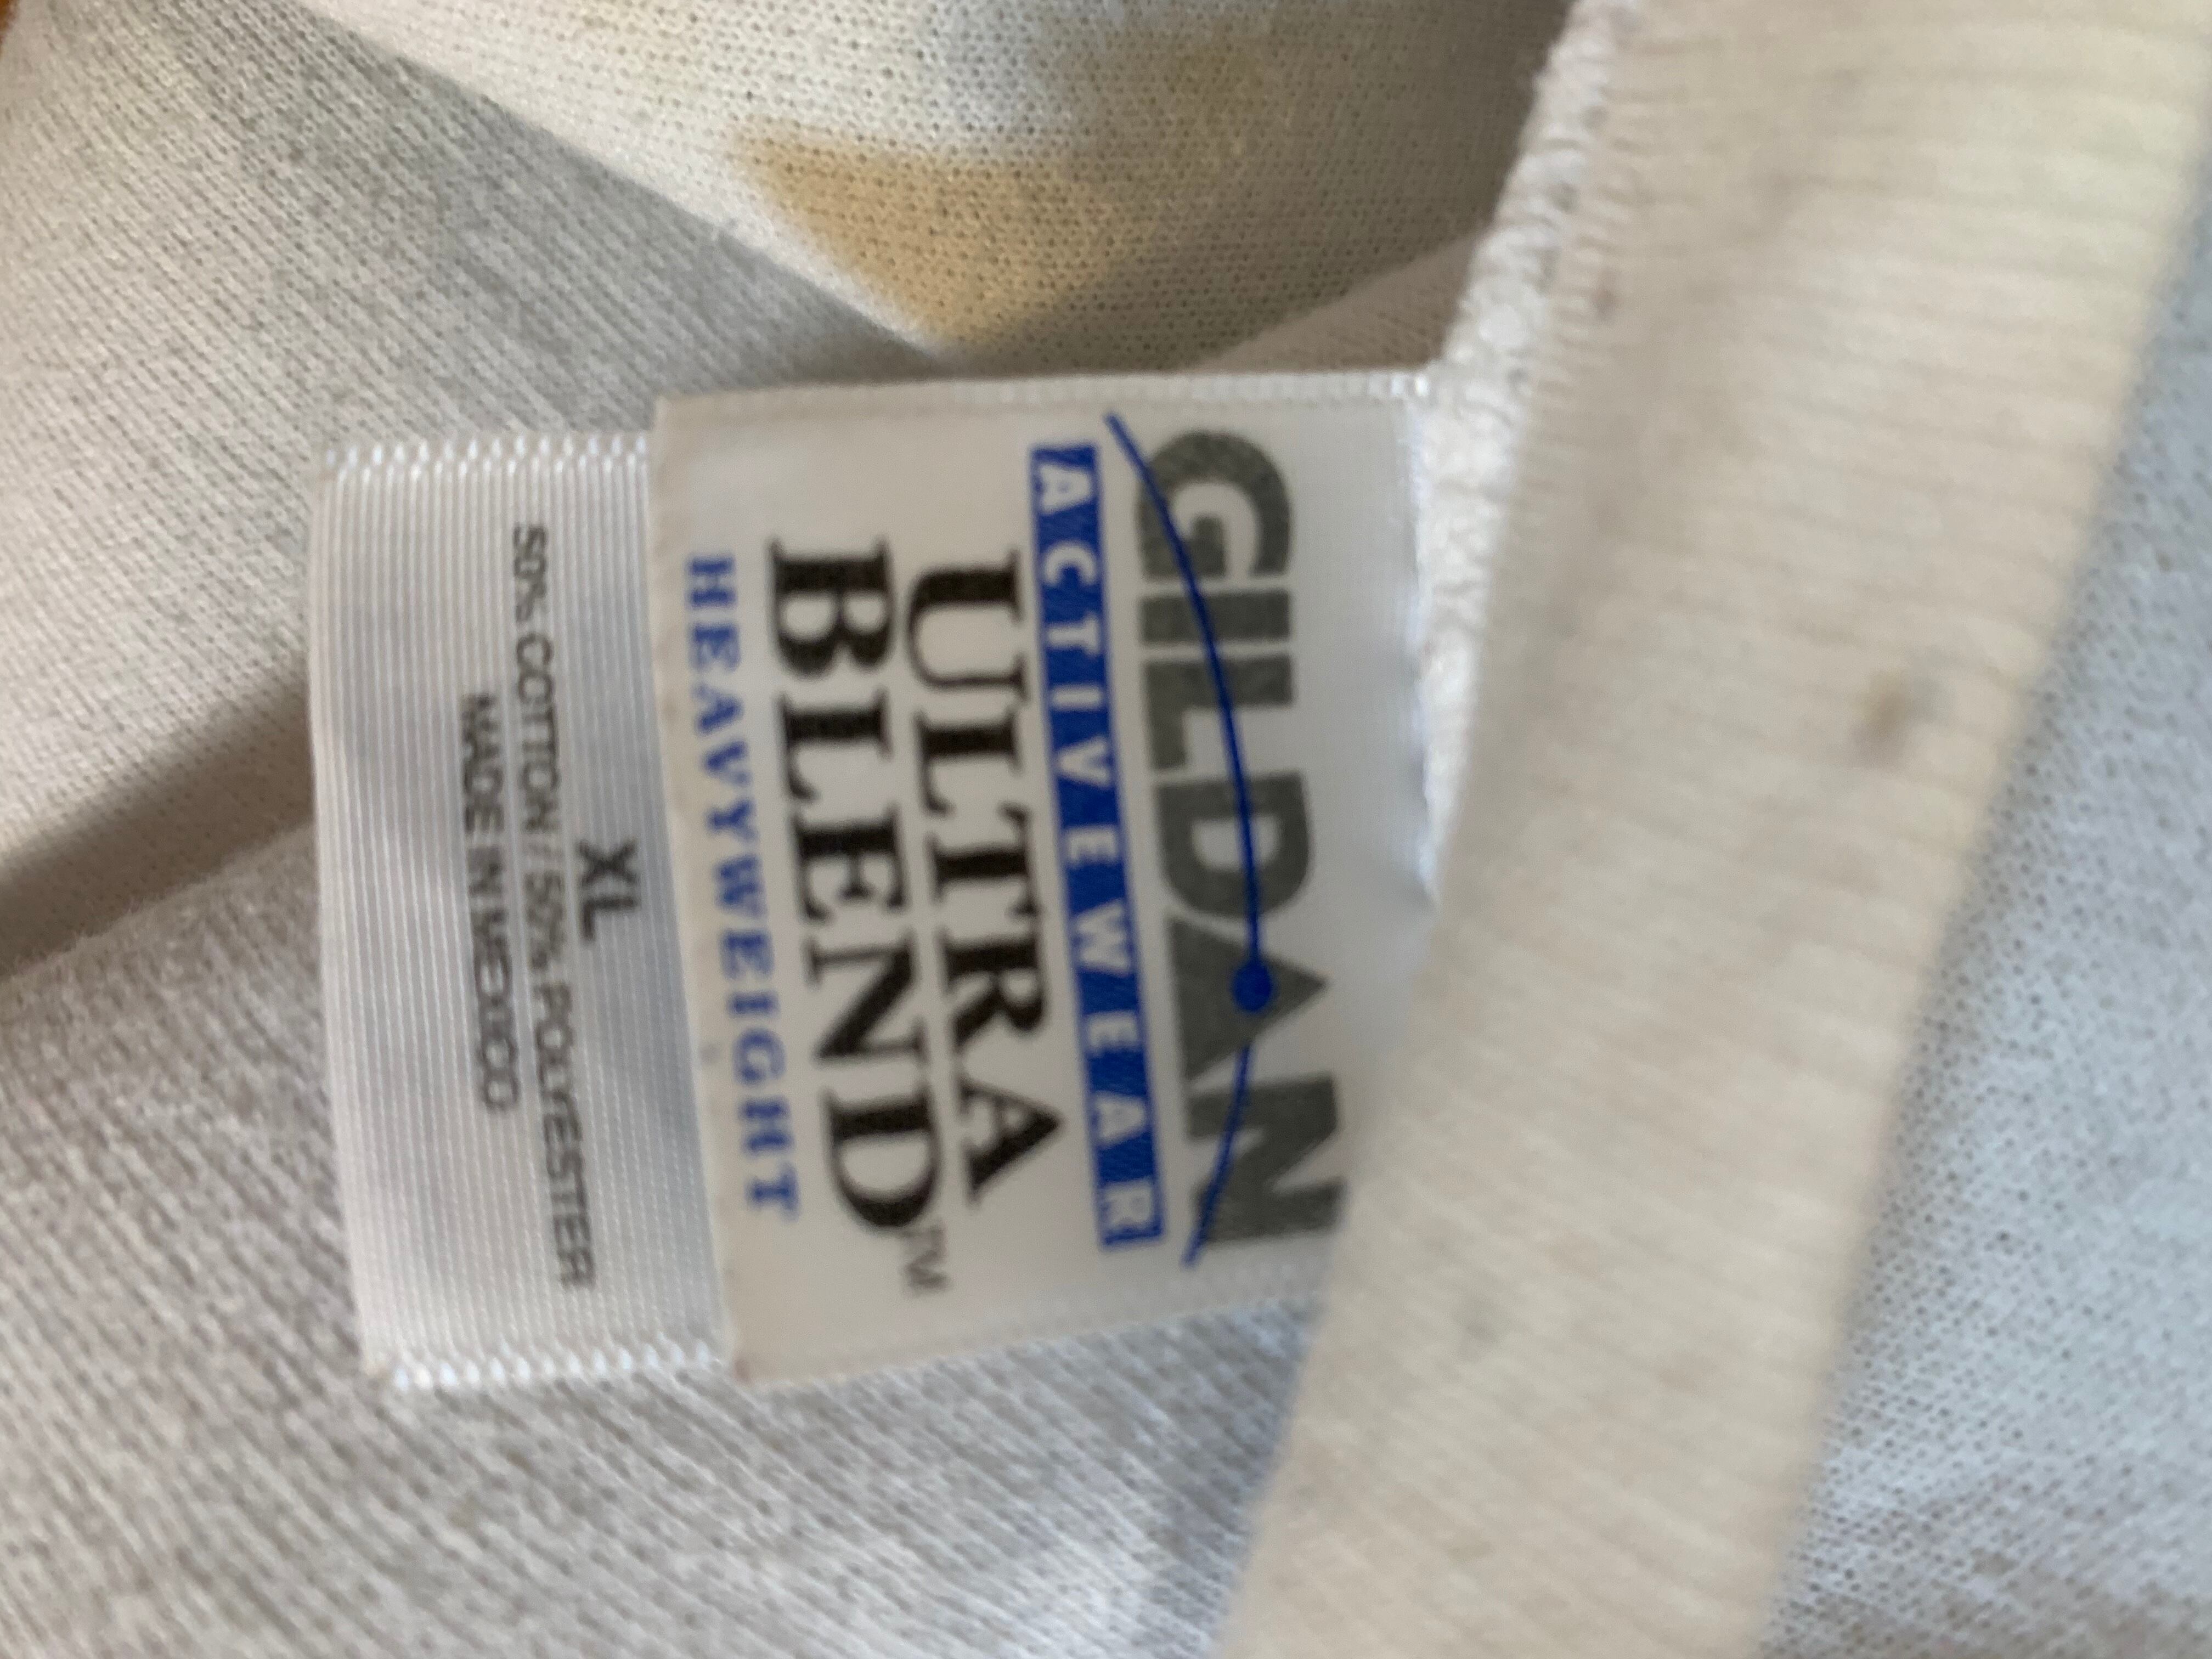 GILDAN
ACTIVEWEAR
ULTRA
BLEND™
HEAVYWEIGHT
XL
50% COTTON / 50% POLYESTER
MADE IN MEXICO